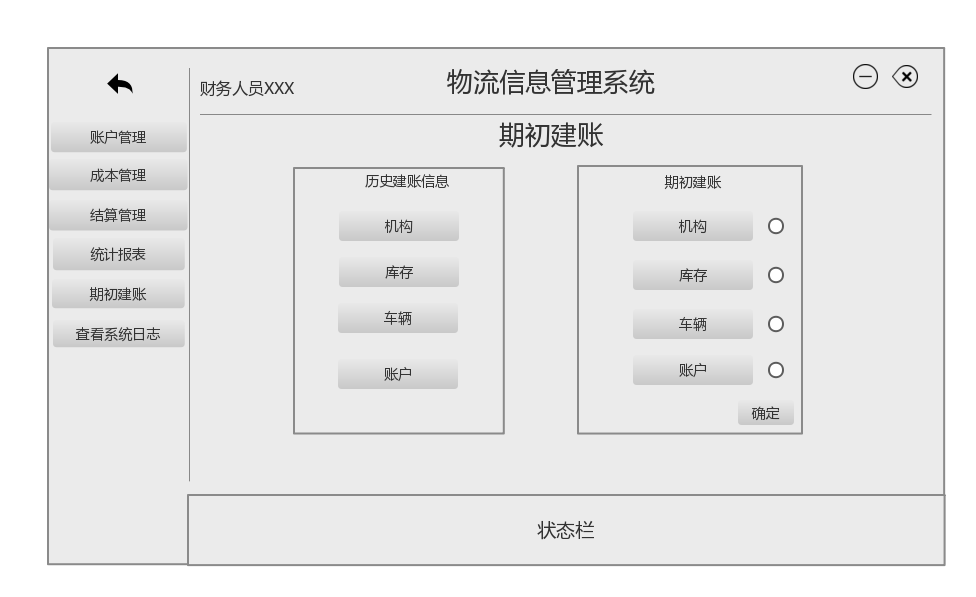 财务人员XXX
物流信息管理系统
账户管理
成本管理
结算管理
统计报表
期初建账
查看系统日志
期初建账
历史建账信息
机构
库存
车辆
账户
期初建账
机构
库存
车辆
账户
确定
状态栏